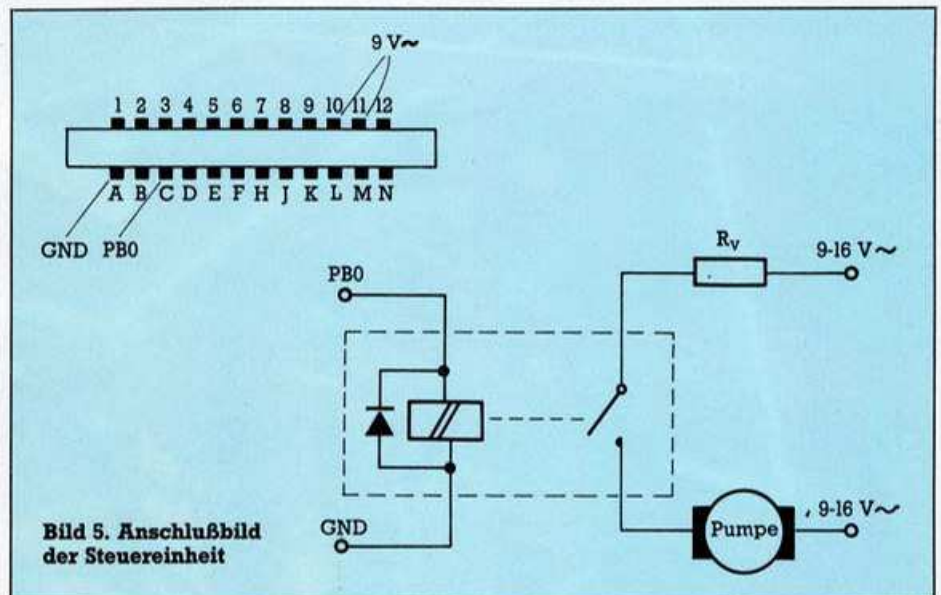 9 V~
1 2 3 4 5 6 7 8 9 10 11 12
A B C D E F H J K L M N
GND PB0
PB0
R_V
9-16 V~
GND
Pumpe
9-16 V~
Bild 5. Anschlußbild
der Steuereinheit